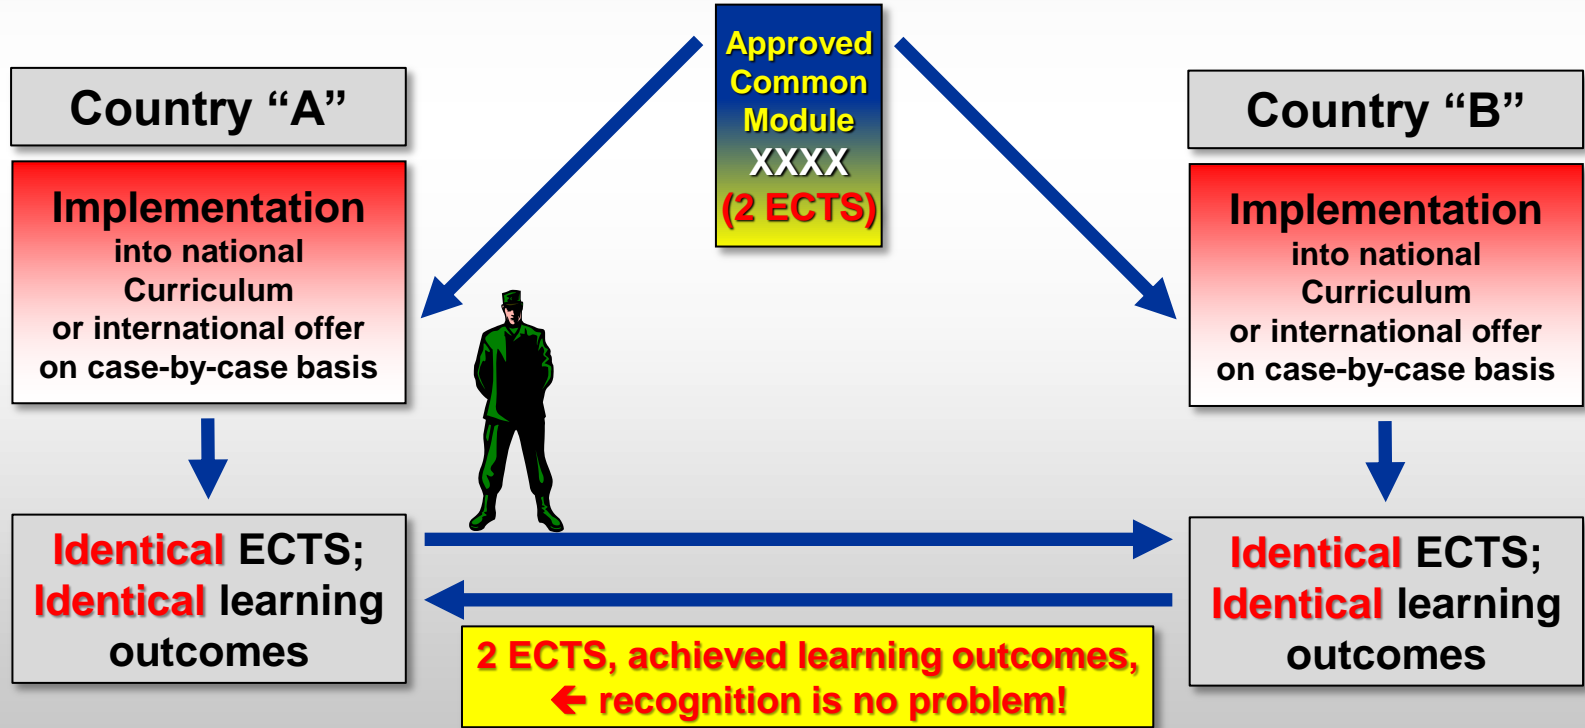 Approved
Common
Module
XXXX
(2 ECTS)
Country “A”
Implementation
into national
Curriculum
or international offer
on case-by-case basis
Identical ECTS;
Identical learning
outcomes
Country “B”
Implementation
into national
Curriculum
or international offer
on case-by-case basis
Identical ECTS;
Identical learning
outcomes
2 ECTS, achieved learning outcomes,
← recognition is no problem!